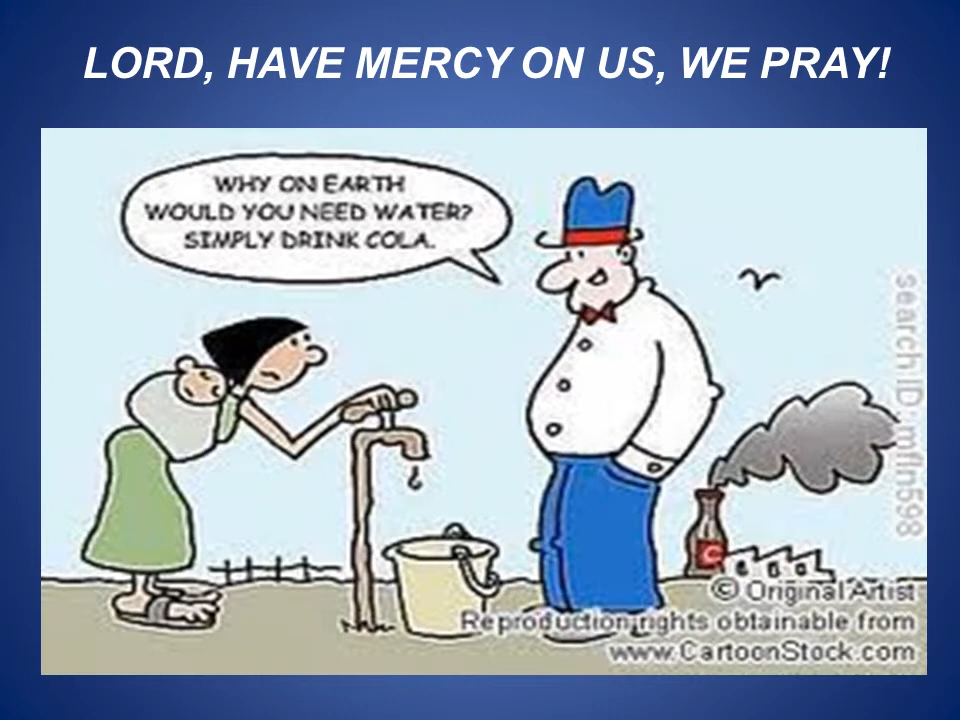 LORD, HAVE MERCY ON US, WE PRAY!
WHY ON EARTH
WOULD YOU NEED WATER?
SIMPLY DRINK COLA.
C
search ID: mfln598
© Original Artist
Reproduction rights obtainable from
www.CartoonStock.com